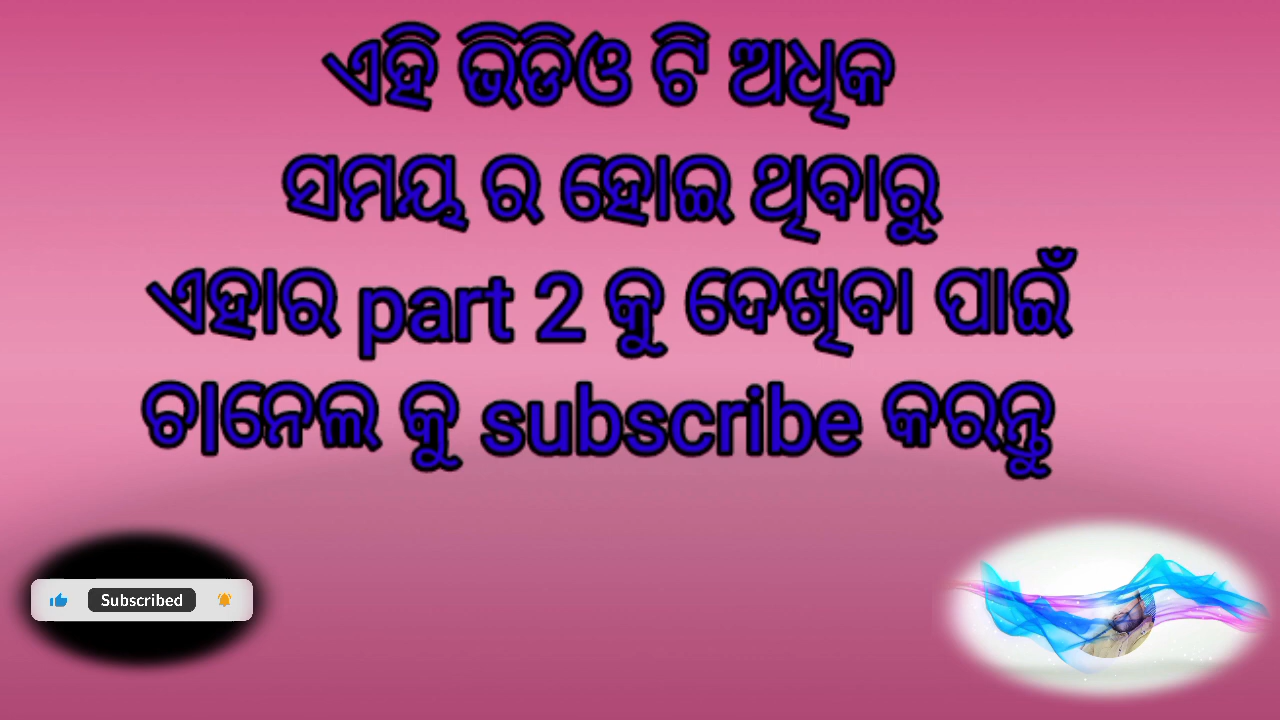 ଏହି ଭିଡିଓ ଟି ଅଧିକ
ସମୟ ର ହୋଇ ଥିବାରୁ
ଏହାର part 2 କୁ ଦେଖିବା ପାଇଁ
ଚାନେଲ କୁ subscribe କରନ୍ତୁ
Subscribed